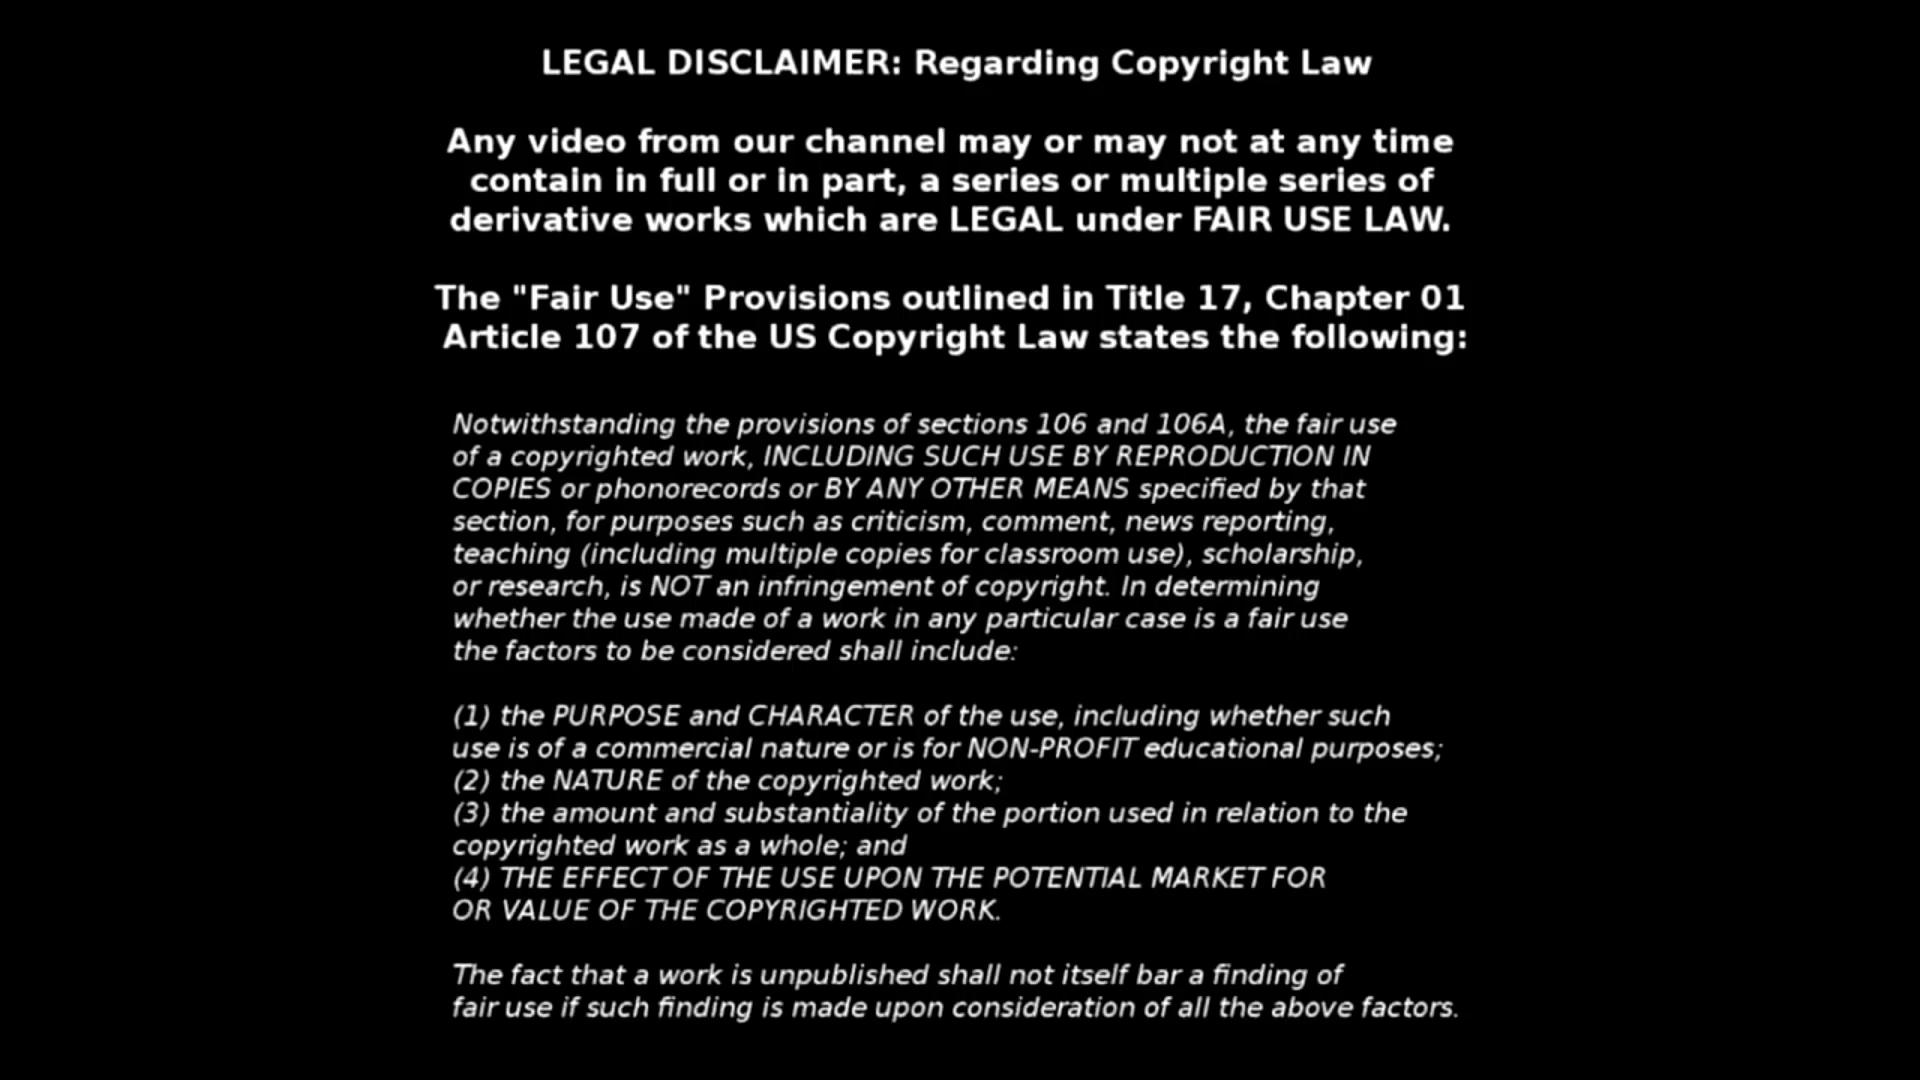 LEGAL DISCLAIMER: Regarding Copyright Law
Any video from our channel may or may not at any time
contain in full or in part, a series or multiple series of
derivative works which are LEGAL under FAIR USE LAW.
The "Fair Use" Provisions outlined in Title 17, Chapter 01
Article 107 of the US Copyright Law states the following:
Notwithstanding the provisions of sections 106 and 106A, the fair use
of a copyrighted work, INCLUDING SUCH USE BY REPRODUCTION IN
COPIES or phonorecords or BY ANY OTHER MEANS specified by that
section, for purposes such as criticism, comment, news reporting,
teaching (including multiple copies for classroom use), scholarship,
or research, is NOT an infringement of copyright. In determining
whether the use made of a work in any particular case is a fair use
the factors to be considered shall include:
(1) the PURPOSE and CHARACTER of the use, including whether such
use is of a commercial nature or is for NON-PROFIT educational purposes;
(2) the NATURE of the copyrighted work;
(3) the amount and substantiality of the portion used in relation to the
copyrighted work as a whole; and
(4) THE EFFECT OF THE USE UPON THE POTENTIAL MARKET FOR
OR VALUE OF THE COPYRIGHTED WORK.
The fact that a work is unpublished shall not itself bar a finding of
fair use if such finding is made upon consideration of all the above factors.